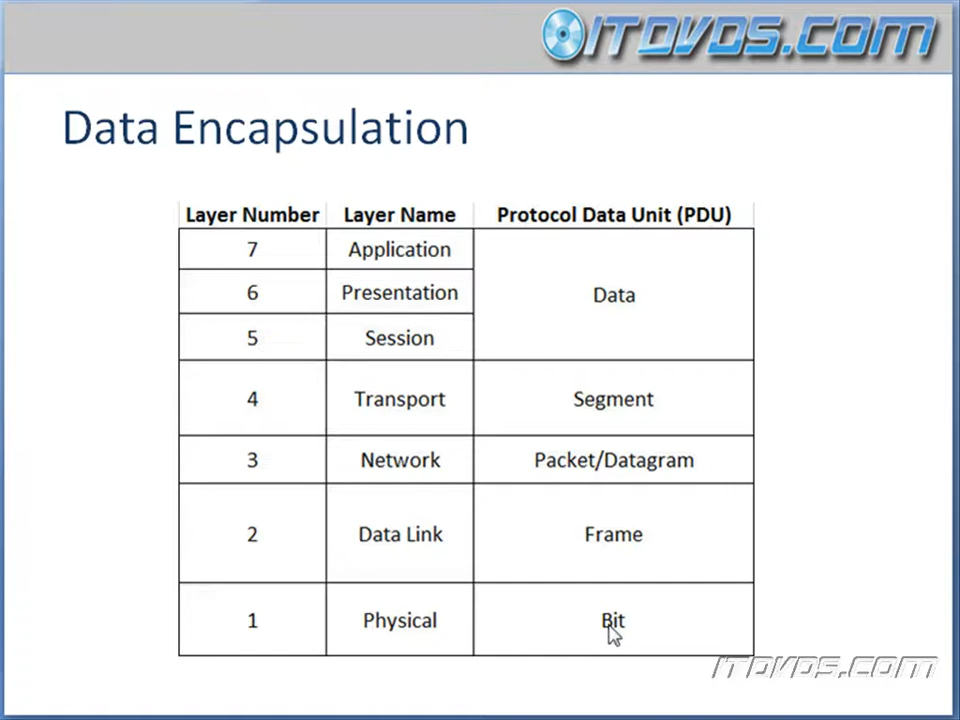 ITDVDS.com
Data Encapsulation
Layer Number Layer Name Protocol Data Unit (PDU)
7 Application
6 Presentation Data
5 Session
4 Transport Segment
3 Network Packet/Datagram
2 Data Link Frame
1 Physical Bit
ITDVDS.com